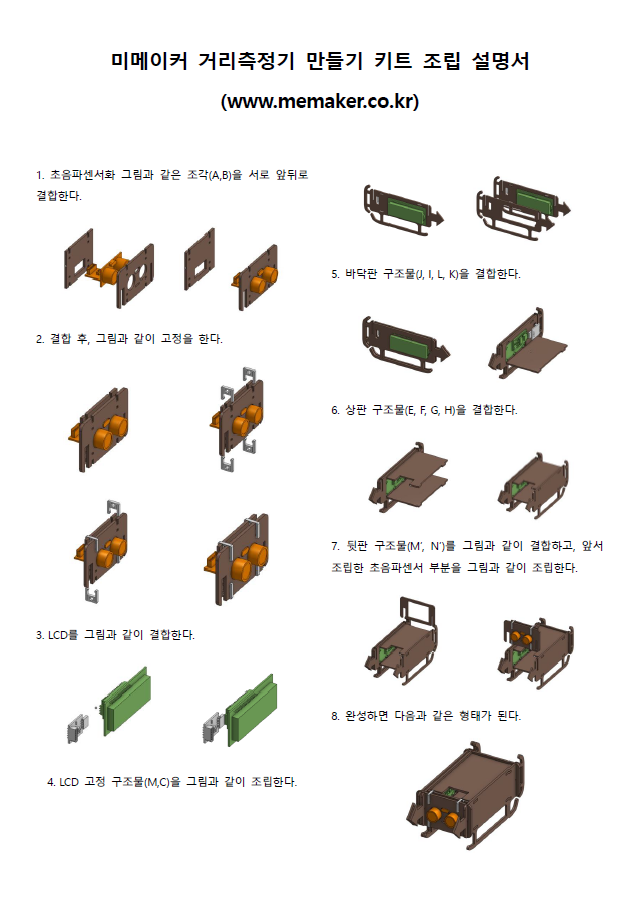 미메이커 거리측정기 만들기 키트 조립 설명서
(www.memaker.co.kr)
1. 초음파센서화 그림과 같은 조각(A,B)을 서로 앞뒤로
결합한다.
2. 결합 후, 그림과 같이 고정을 한다.
3. LCD를 그림과 같이 결합한다.
4. LCD 고정 구조물(M,C)을 그림과 같이 조립한다.
5. 바닥판 구조물(J, I, L, K)을 결합한다.
6. 상판 구조물(E, F, G, H)을 결합한다.
7. 뒷판 구조물(M’, N’)를 그림과 같이 결합하고, 앞서
조립한 초음파센서 부분을 그림과 같이 조립한다.
8. 완성하면 다음과 같은 형태가 된다.